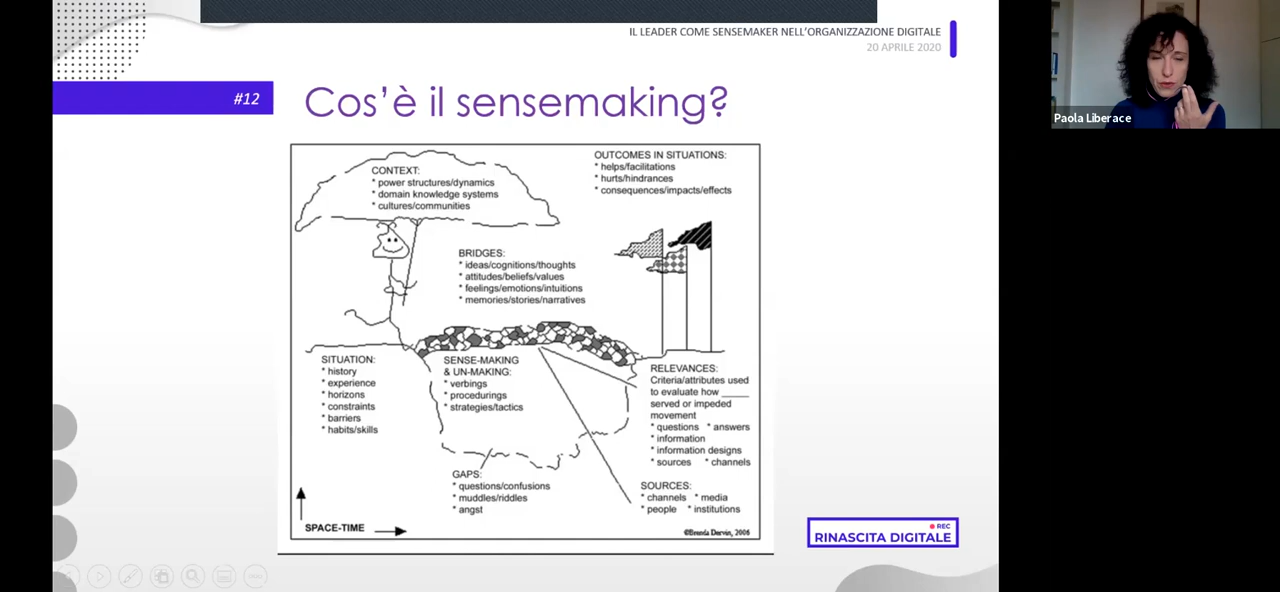 IL LEADER COME SENSEMAKER NELL'ORGANIZZAZIONE DIGITALE
20 APRILE 2020
#12
Cos'è il sensemaking?
Paola Liberace
CONTEXT:
* power structures/dynamics
* domain knowledge systems
* cultures/communities
OUTCOMES IN SITUATIONS:
* helps/facilitations
* hurts/hindrances
* consequences/impacts/effects
BRIDGES:
* ideas/cognitions/thoughts
* attitudes/beliefs/values
* feelings/emotions/intuitions
* memories/stories/narratives
SITUATION:
* history
* experience
* horizons
* constraints
* barriers
* habits/skills
SENSE-MAKING
& UN-MAKING:
* verbings
* procedurings
* strategies/tactics
RELEVANCES:
Criteria/attributes used
to evaluate how _____
served or impeded
movement
* questions * answers
* information
* information designs
* sources * channels
GAPS:
* questions/confusions
* muddles/riddles
* angst
SOURCES:
* channels * media
* people * institutions
SPACE-TIME
©Brenda Dervin, 2006
REC
RINASCITA DIGITALE